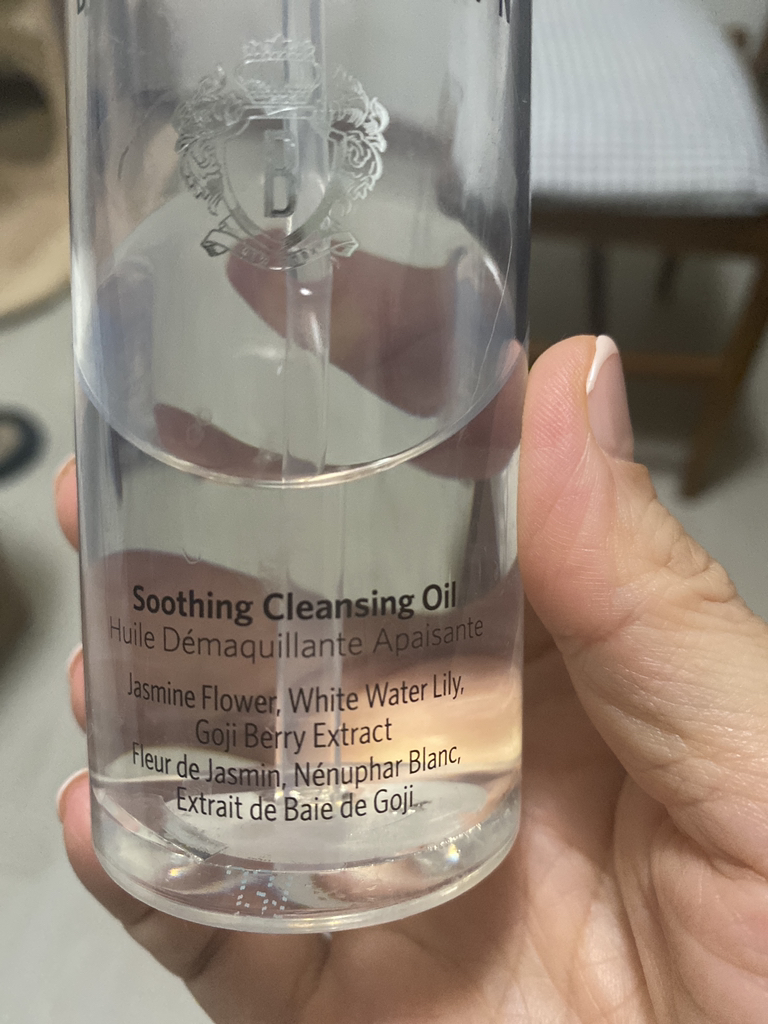 B
Soothing Cleansing Oil
Huile Démaquillante Apaisante
Jasmine Flower, White Water Lily,
Goji Berry Extract
Fleur de Jasmin, Nénuphar Blanc,
Extrait de Baie de Goji